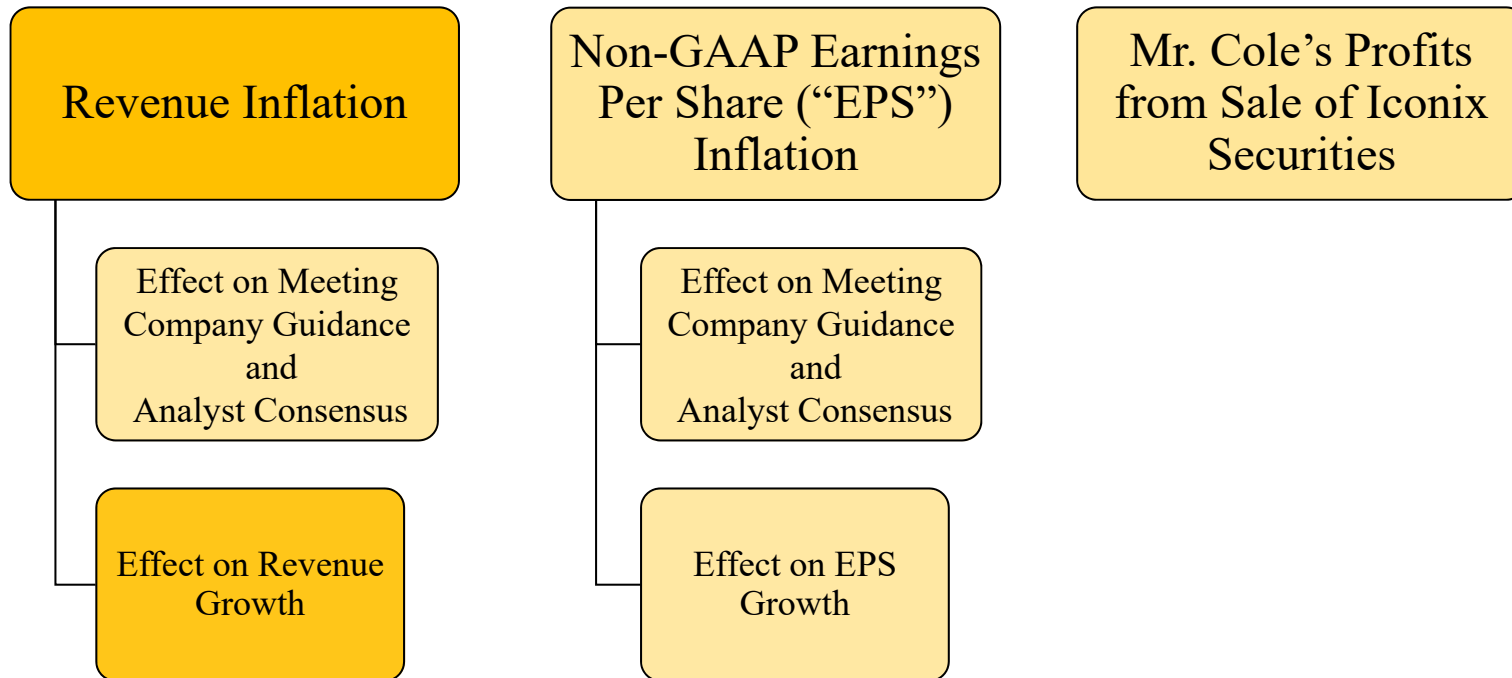 Revenue Inflation
Non-GAAP Earnings
Per Share (“EPS”)
Inflation
Mr. Cole’s Profits
from Sale of Iconix
Securities
Effect on Meeting
Company Guidance
and
Analyst Consensus
Effect on Meeting
Company Guidance
and
Analyst Consensus
Effect on Revenue
Growth
Effect on EPS
Growth